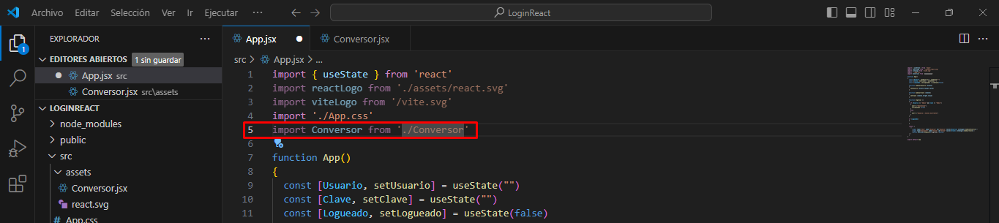 Archivo Editar Selección Ver Ir Ejecutar ··· LoginReact
EXPLORADOR ···
EDITORES ABIERTOS 1 sin guardar
App.jsx src
Conversor.jsx src\assets
LOGINREACT
node_modules
public
src
assets
Conversor.jsx
react.svg
App.css
1
App.jsx Conversor.jsx ···
src > App.jsx > ...
1 import { useState } from 'react'
2 import reactLogo from './assets/react.svg'
3 import viteLogo from '/vite.svg'
4 import './App.css'
5 import Conversor from './Conversor'
6
7 function App()
8 {
9 const [Usuario, setUsuario] = useState("")
10 const [Clave, setClave] = useState("")
11 const [Logueado, setLogueado] = useState(false)